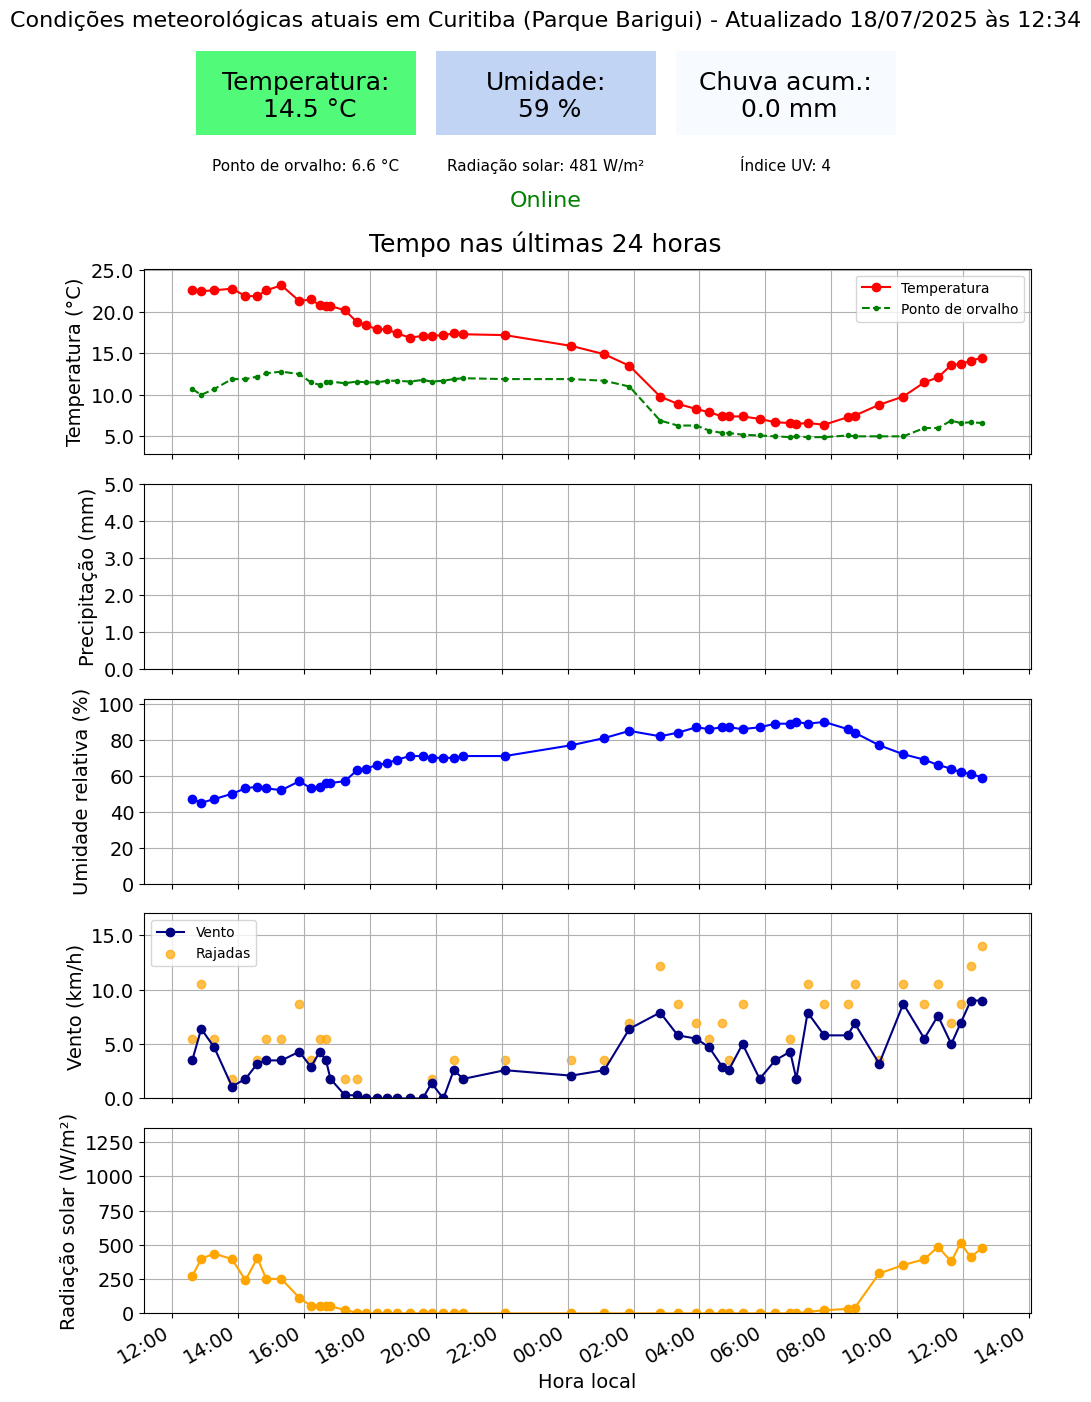 Condições meteorológicas atuais em Curitiba (Parque Barigui) - Atualizado 18/07/2025 às 12:34
Temperatura:
14.5 °C
Umidade:
59 %
Chuva acum.:
0.0 mm
Ponto de orvalho: 6.6 °C
Radiação solar: 481 W/m²
Índice UV: 4
Online
Tempo nas últimas 24 horas
Temperatura (°C)
25.0
20.0
15.0
10.0
5.0
Temperatura
Ponto de orvalho
Precipitação (mm)
5.0
4.0
3.0
2.0
1.0
0.0
Umidade relativa (%)
100
80
60
40
20
0
Vento (km/h)
15.0
10.0
5.0
0.0
Vento
Rajadas
Radiação solar (W/m²)
1250
1000
750
500
250
0
12:00
14:00
16:00
18:00
20:00
22:00
00:00
02:00
04:00
06:00
08:00
10:00
12:00
14:00
Hora local